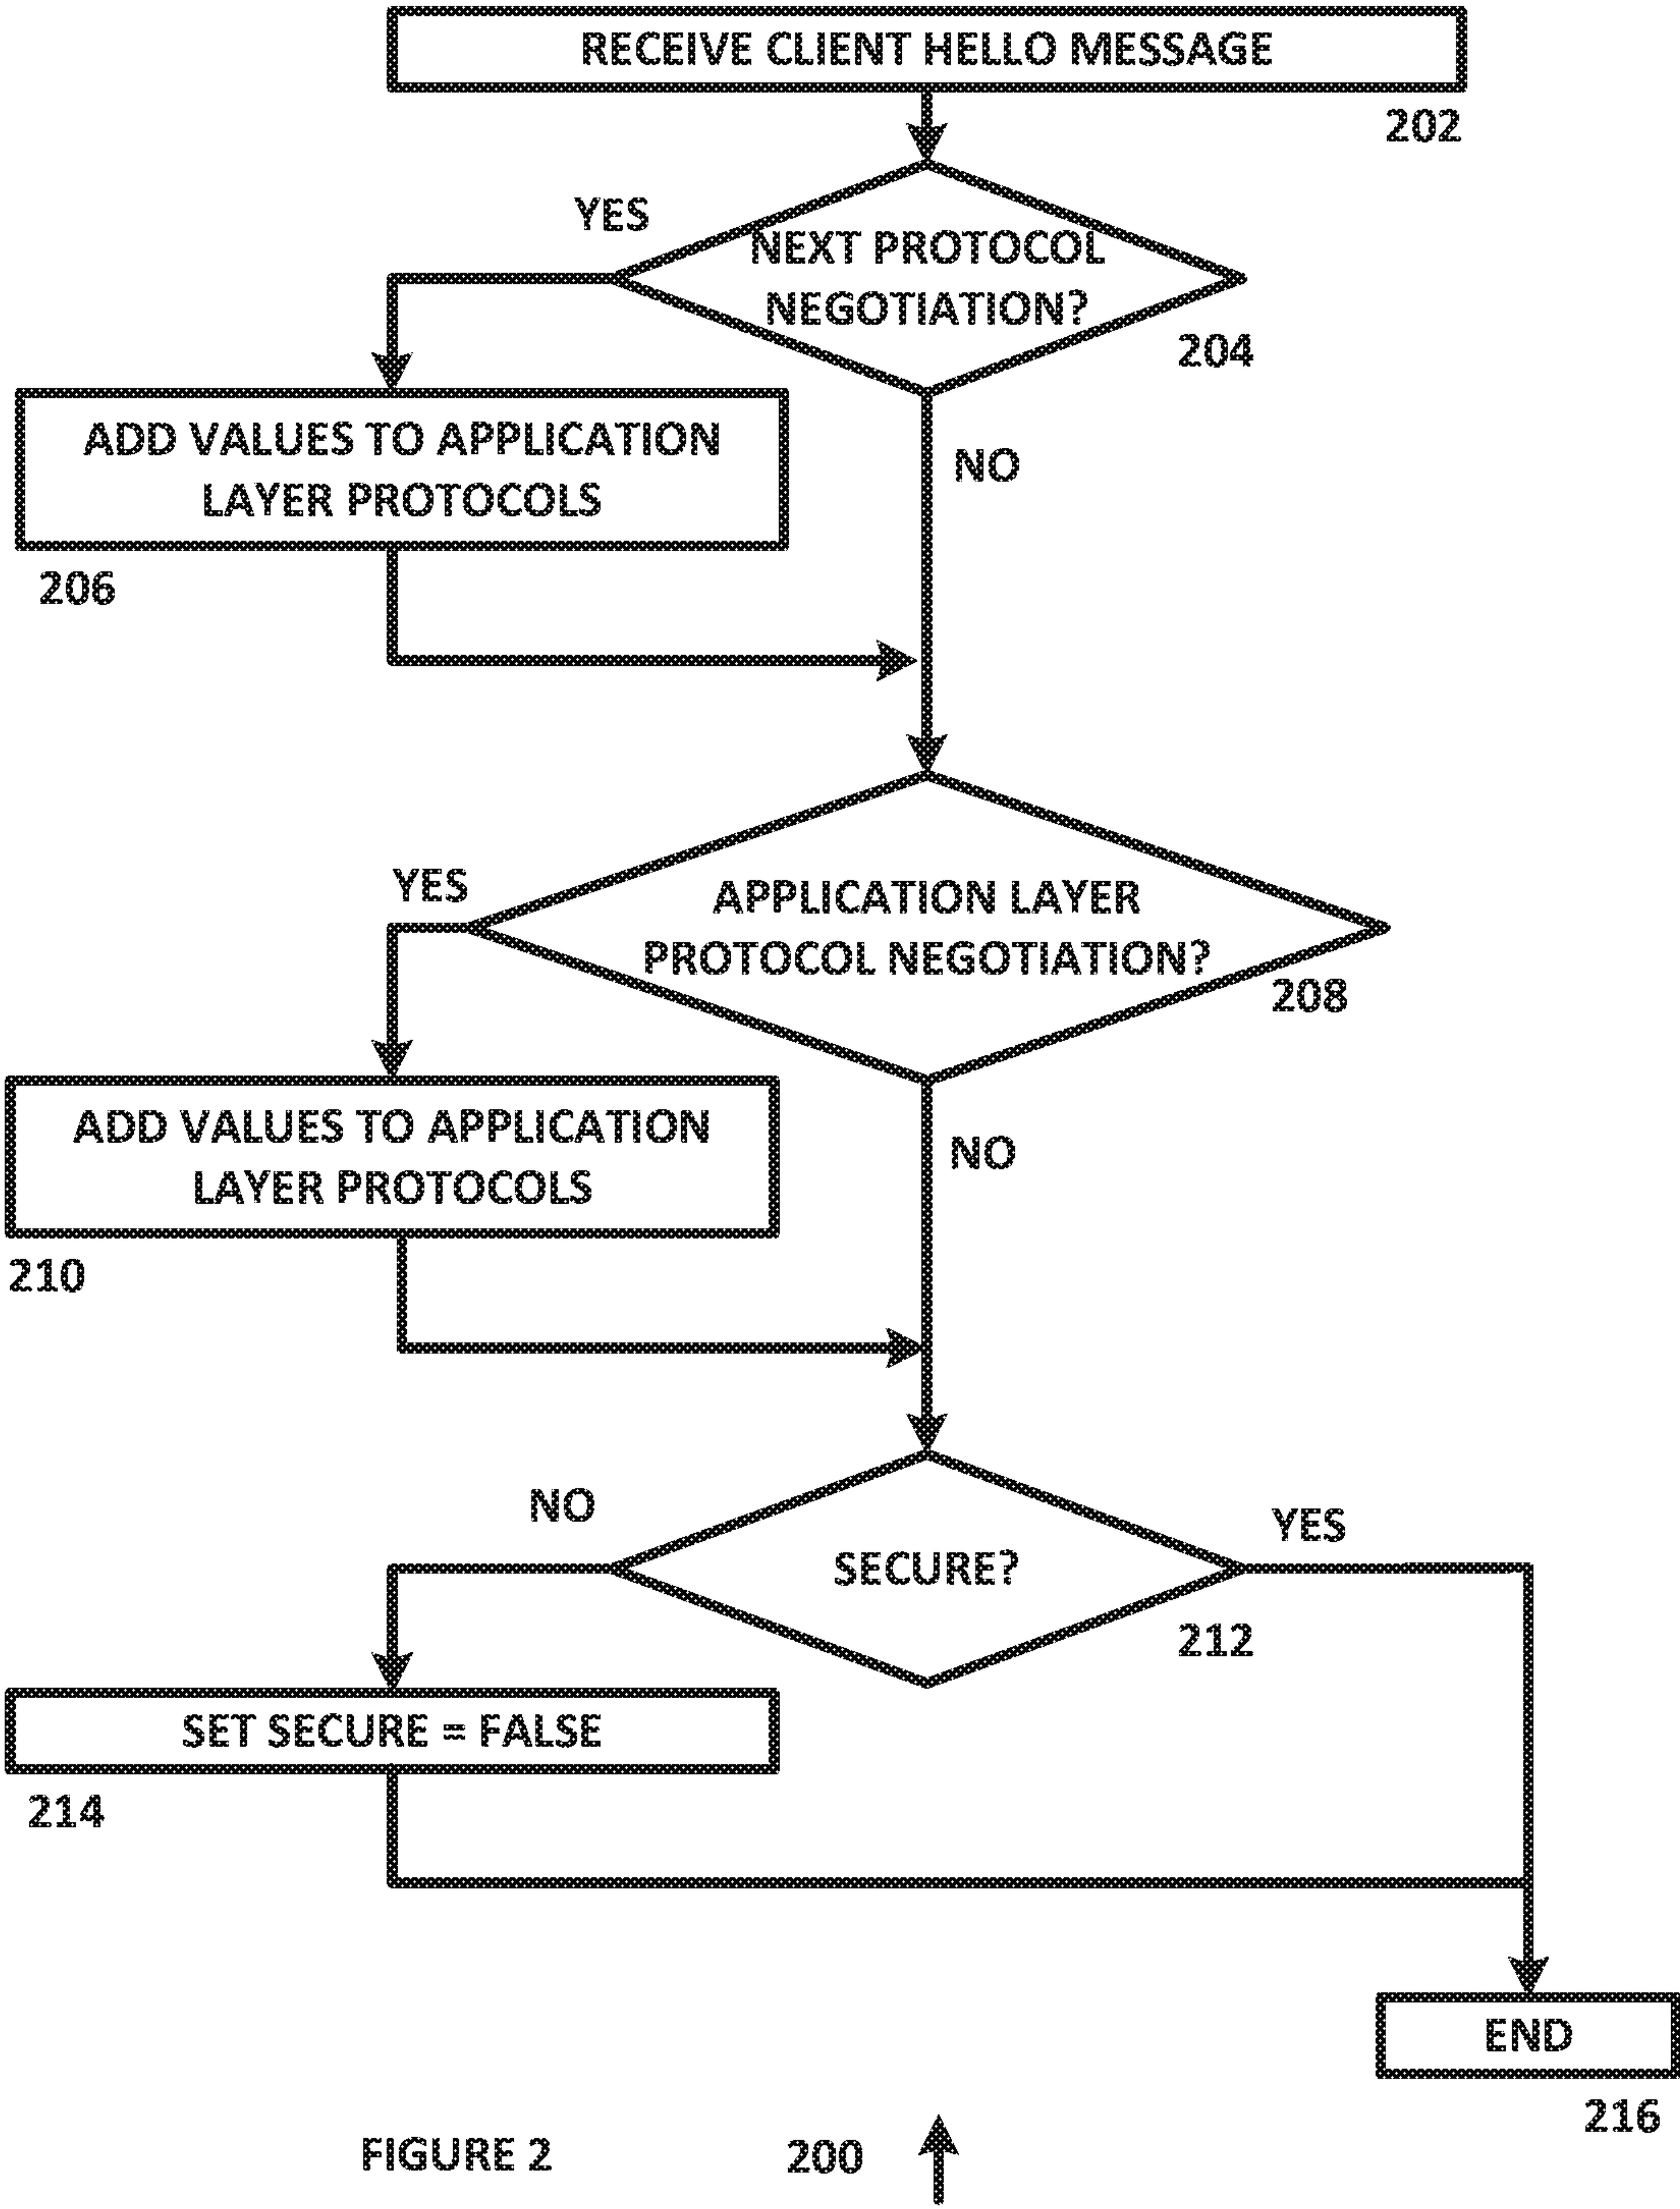 RECEIVE CLIENT HELLO MESSAGE
202
YES
NEXT PROTOCOL
NEGOTIATION?
204
ADD VALUES TO APPLICATION
LAYER PROTOCOLS
NO
206
YES
APPLICATION LAYER
PROTOCOL NEGOTIATION?
208
ADD VALUES TO APPLICATION
LAYER PROTOCOLS
NO
210
NO
YES
SECURE?
212
SET SECURE = FALSE
214
END
216
FIGURE 2
200